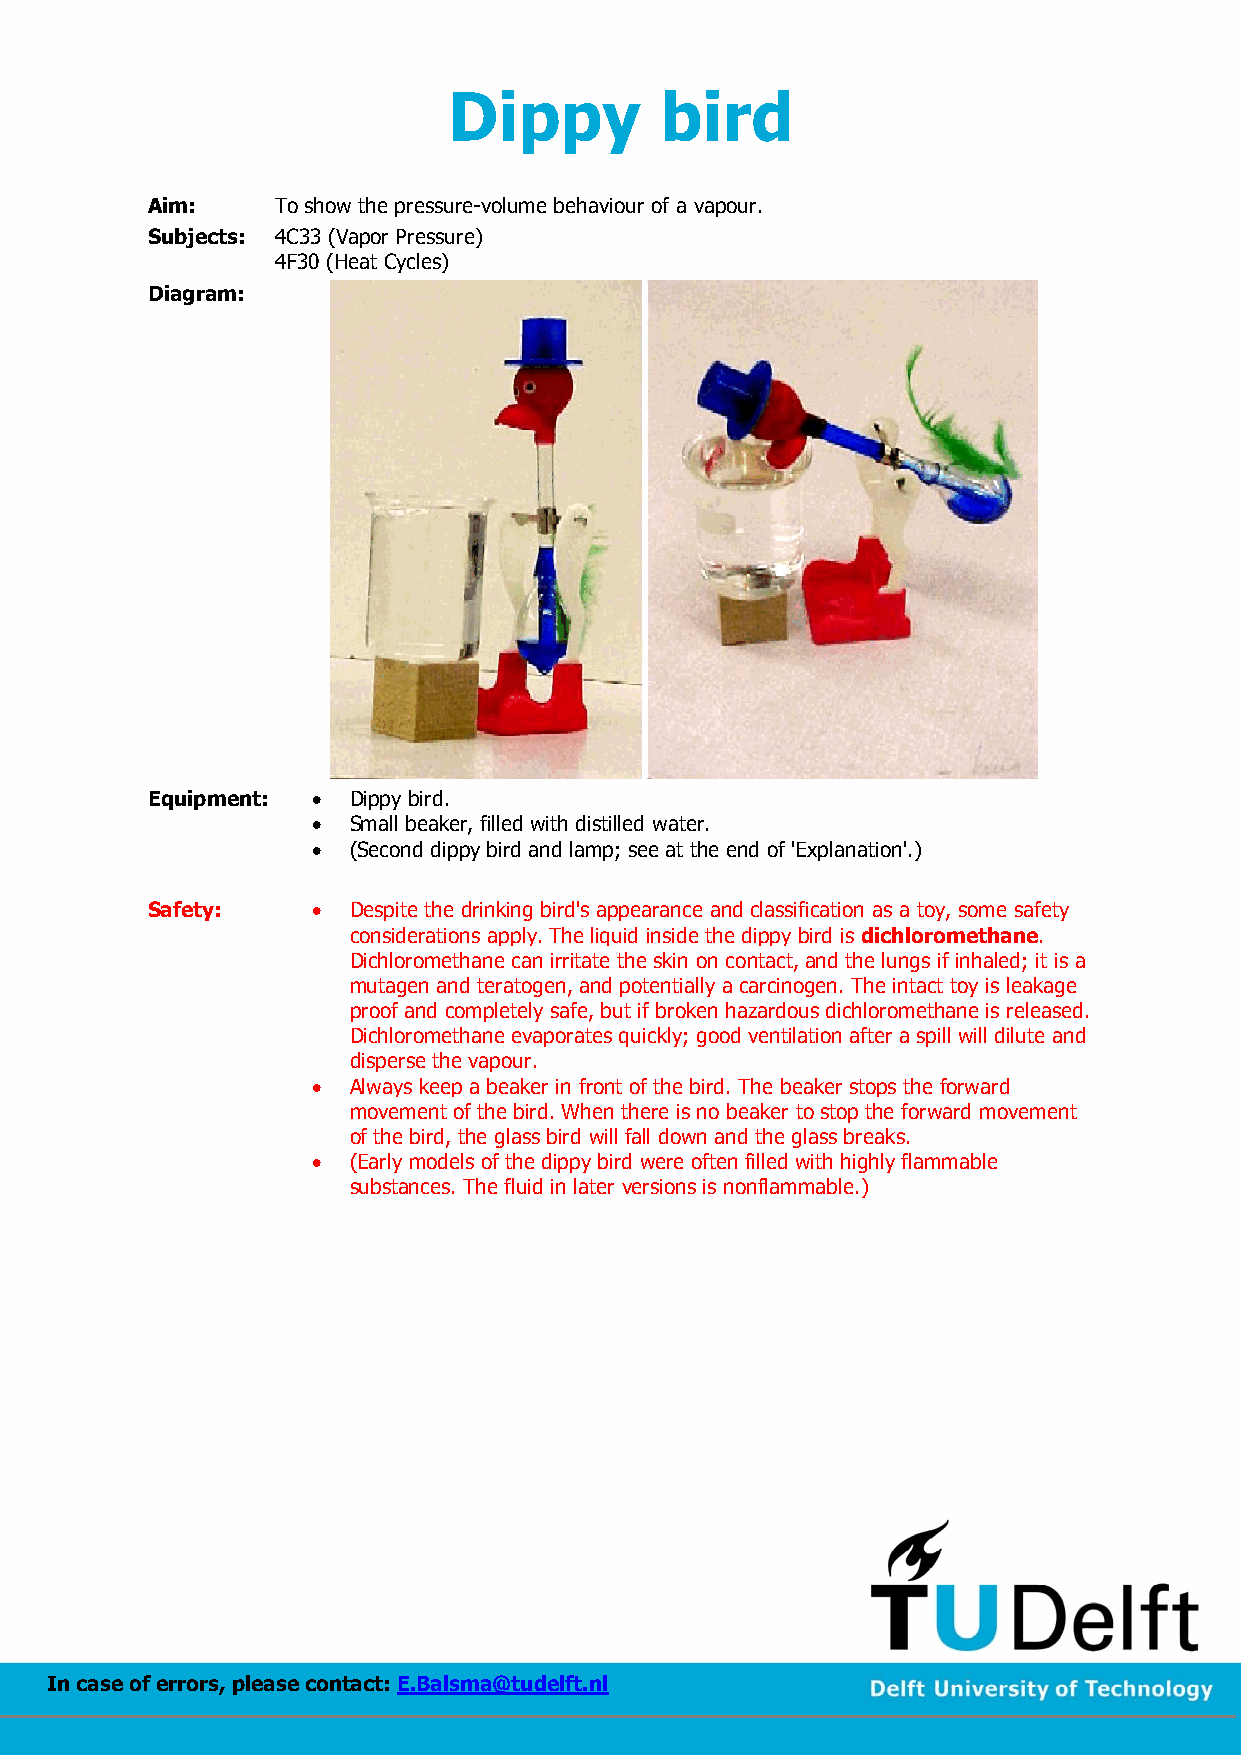 Dippy bird
Aim: To show the pressure-volume behaviour of a vapour.
Subjects: 4C33 (Vapor Pressure)
4F30 (Heat Cycles)
Diagram:
Equipment: • Dippy bird.
• Small beaker, filled with distilled water.
• (Second dippy bird and lamp; see at the end of 'Explanation'.)
Safety: • Despite the drinking bird's appearance and classification as a toy, some safety
considerations apply. The liquid inside the dippy bird is dichloromethane.
Dichloromethane can irritate the skin on contact, and the lungs if inhaled; it is a
mutagen and teratogen, and potentially a carcinogen. The intact toy is leakage
proof and completely safe, but if broken hazardous dichloromethane is released.
Dichloromethane evaporates quickly; good ventilation after a spill will dilute and
disperse the vapour.
• Always keep a beaker in front of the bird. The beaker stops the forward
movement of the bird. When there is no beaker to stop the forward movement
of the bird, the glass bird will fall down and the glass breaks.
• (Early models of the dippy bird were often filled with highly flammable
substances. The fluid in later versions is nonflammable.)
TUDelft
In case of errors, please contact: E.Balsma@tudelft.nl
Delft University of Technology